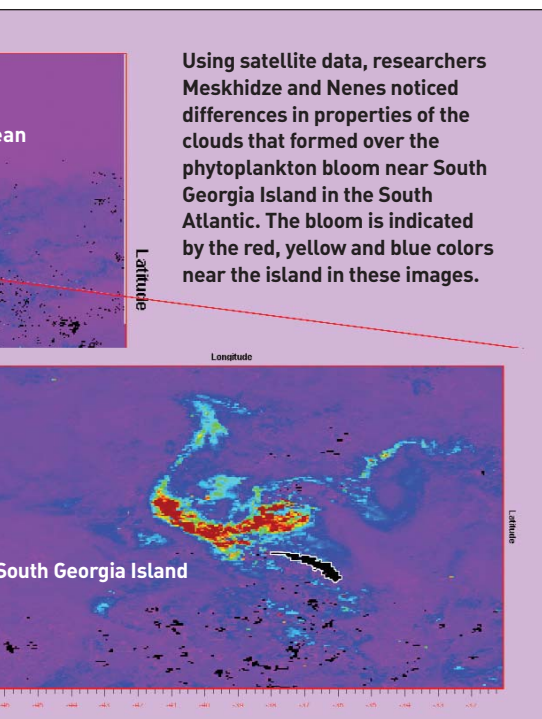 Using satellite data, researchers
Meskhidze and Nenes noticed
differences in properties of the
clouds that formed over the
phytoplankton bloom near South
Georgia Island in the South
Atlantic. The bloom is indicated
by the red, yellow and blue colors
near the island in these images.
Latitude
Longitude
South Georgia Island
Latitude